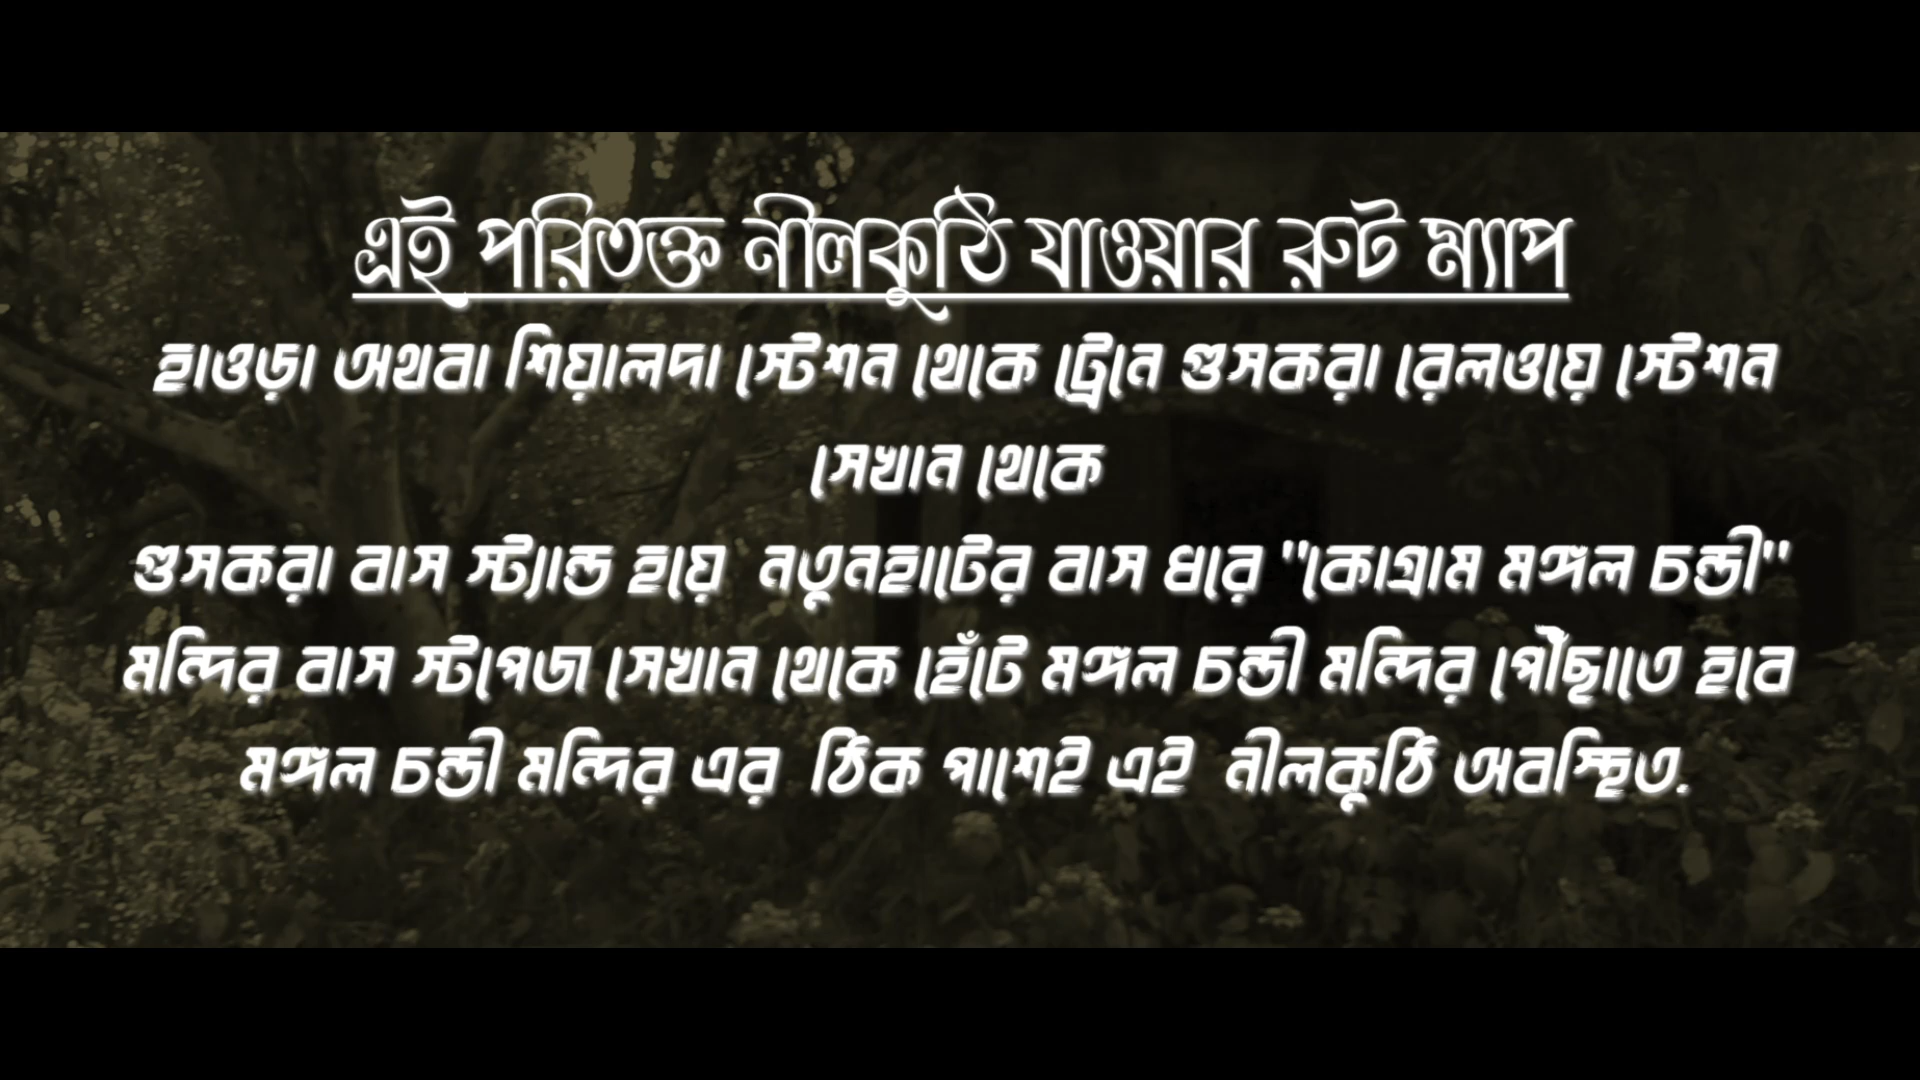 এই পরিতক্ত নীলকুঠি যাওয়ার রুট ম্যাপ
হাওড়া অথবা শিয়ালদা স্টেশন থেকে ট্রেনে গুসকরা রেলওয়ে স্টেশন
সেখান থেকে
গুসকরা বাস স্ট্যান্ড হয়ে নতুনহাটের বাস ধরে "কোগ্রাম মঙ্গল চন্ডী"
মন্দির বাস স্টপেজ সেখান থেকে হেঁটে মঙ্গল চন্ডী মন্দির পৌঁছাতে হবে
মঙ্গল চন্ডী মন্দির এর ঠিক পাশেই এই নীলকুঠি অবস্থিত.